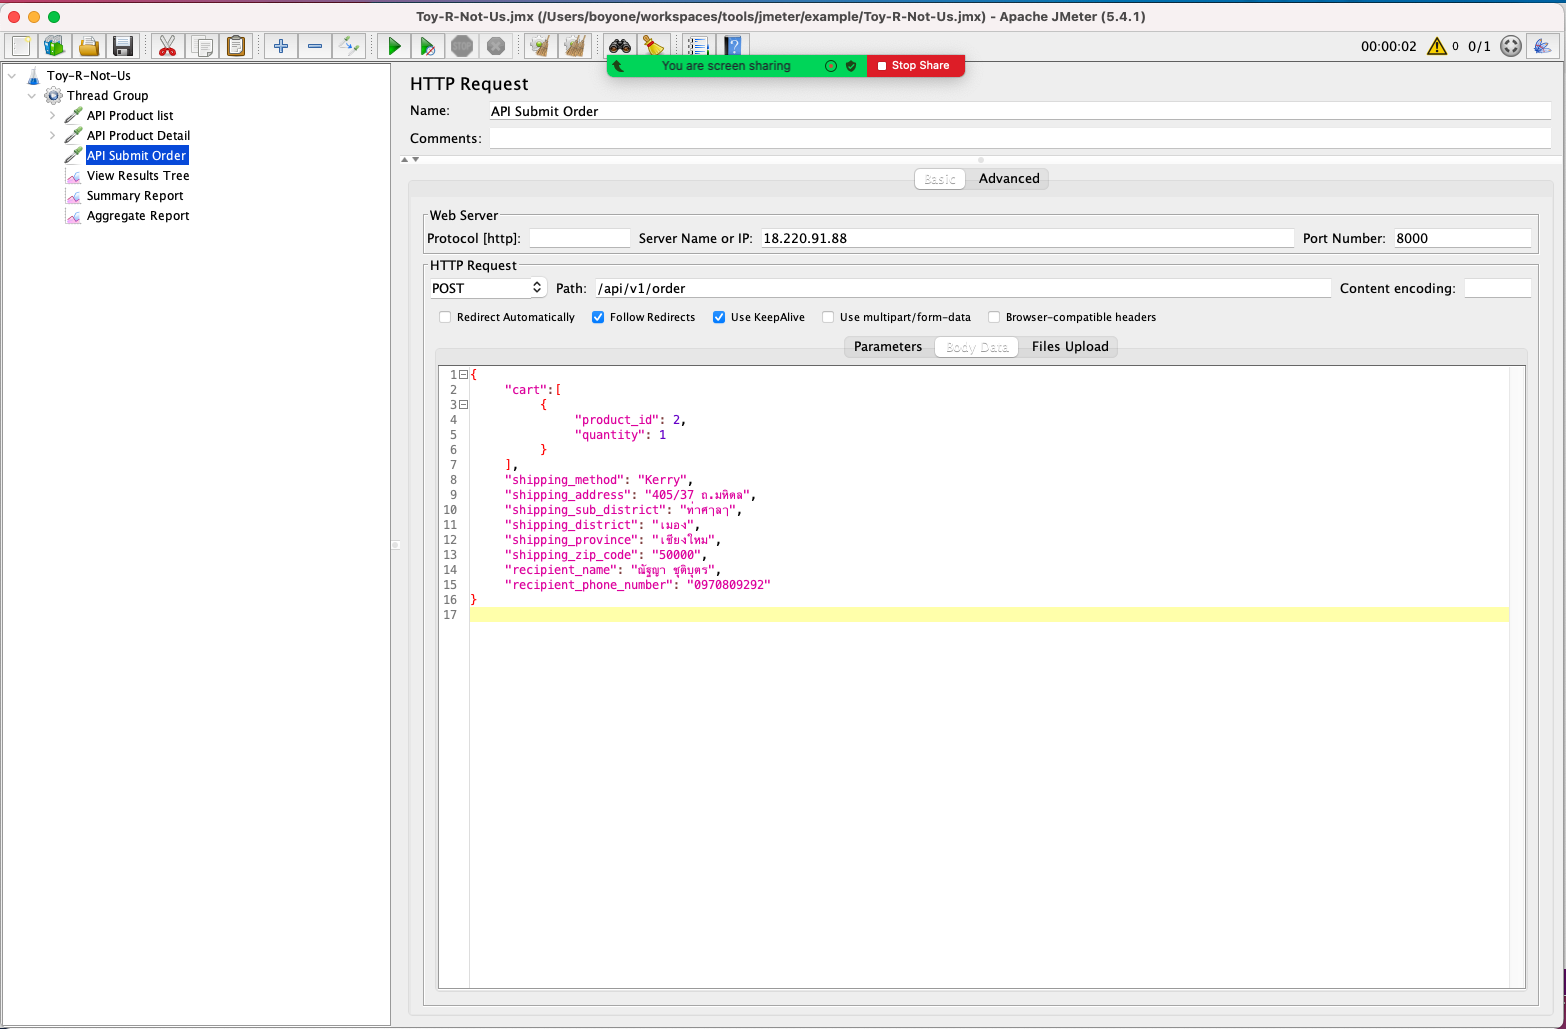 Toy-R-Not-Us.jmx (/Users/boyone/workspaces/tools/jmeter/example/Toy-R-Not-Us.jmx) - Apache JMeter (5.4.1)
00:00:02 0 0/1
You are screen sharing Stop Share
Toy-R-Not-Us
Thread Group
API Product list
API Product Detail
API Submit Order
View Results Tree
Summary Report
Aggregate Report
HTTP Request
Name: API Submit Order
Comments:
Basic Advanced
Web Server
Protocol [http]: Server Name or IP: 18.220.91.88 Port Number: 8000
HTTP Request
POST Path: /api/v1/order Content encoding:
Redirect Automatically Follow Redirects Use KeepAlive Use multipart/form-data Browser-compatible headers
Parameters Body Data Files Upload
1 {
2 "cart":[
3 {
4 "product_id": 2,
5 "quantity": 1
6 }
7 ],
8 "shipping_method": "Kerry",
9 "shipping_address": "405/37 ถ.มหิดล",
10 "shipping_sub_district": "ท่าศาลา",
11 "shipping_district": "เมือง",
12 "shipping_province": "เชียงใหม่",
13 "shipping_zip_code": "50000",
14 "recipient_name": "ณัฐญา ชุติบุตร",
15 "recipient_phone_number": "0970809292"
16 }
17